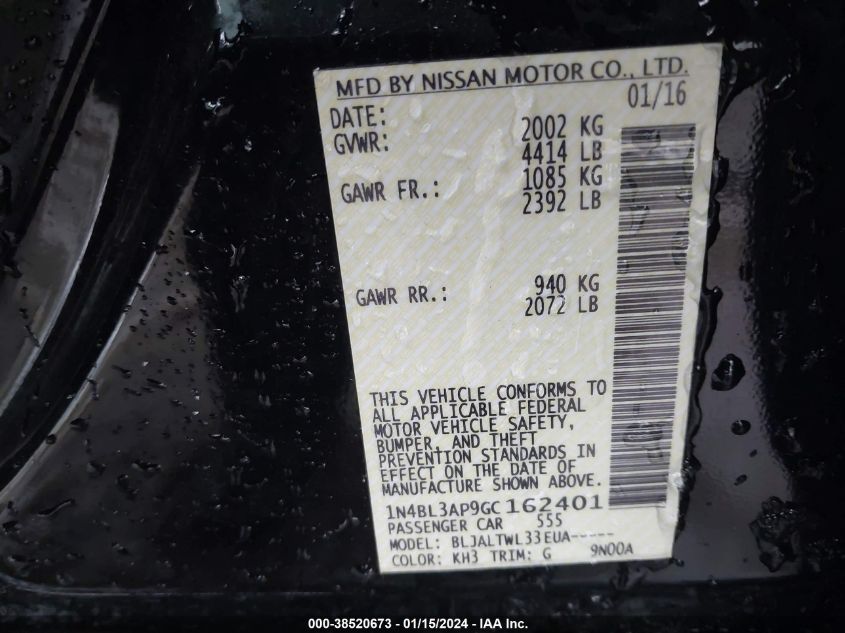 MFD BY NISSAN MOTOR CO., LTD.
DATE: 01/16
GVWR: 2002 KG
4414 LB
GAWR FR.: 1085 KG
2392 LB
GAWR RR.: 940 KG
2072 LB
THIS VEHICLE CONFORMS TO
ALL APPLICABLE FEDERAL
MOTOR VEHICLE SAFETY,
BUMPER, AND THEFT
PREVENTION STANDARDS IN
EFFECT ON THE DATE OF
MANUFACTURE SHOWN ABOVE.
1N4BL3AP9GC162401
PASSENGER CAR 555
MODEL: BLJALTWL33EUA-----
COLOR: KH3 TRIM: G 9N00A
000-38520673 - 01/15/2024 - IAA Inc.